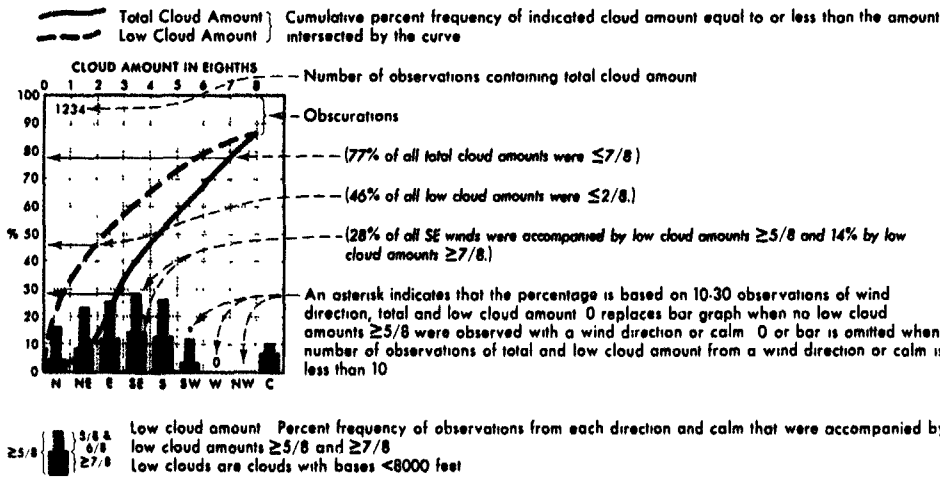 Total Cloud Amount
Low Cloud Amount
Cumulative percent frequency of indicated cloud amount equal to or less than the amount
intersected by the curve
CLOUD AMOUNT IN EIGHTHS
0 1 2 3 4 5 6 7 8
Number of observations containing total cloud amount
100
1234
90
Obscurations
80
(77% of all total cloud amounts were ≤7/8)
70
(46% of all low cloud amounts were ≤2/8.)
60
% 50
(28% of all SE winds were accompanied by low cloud amounts ≥5/8 and 14% by low
cloud amounts ≥7/8.)
40
30
An asterisk indicates that the percentage is based on 10-30 observations of wind
direction, total and low cloud amount 0 replaces bar graph when no low cloud
20
amounts ≥5/8 were observed with a wind direction or calm 0 or bar is omitted when
10
number of observations of total and low cloud amount from a wind direction or calm is
0
0
less than 10
N NE E SE S SW W NW C
Low cloud amount Percent frequency of observations from each direction and calm that were accompanied by
low cloud amounts ≥5/8 and ≥7/8
Low clouds are clouds with bases <8000 feet
≥5/8
5/8 &
6/8
≥7/8